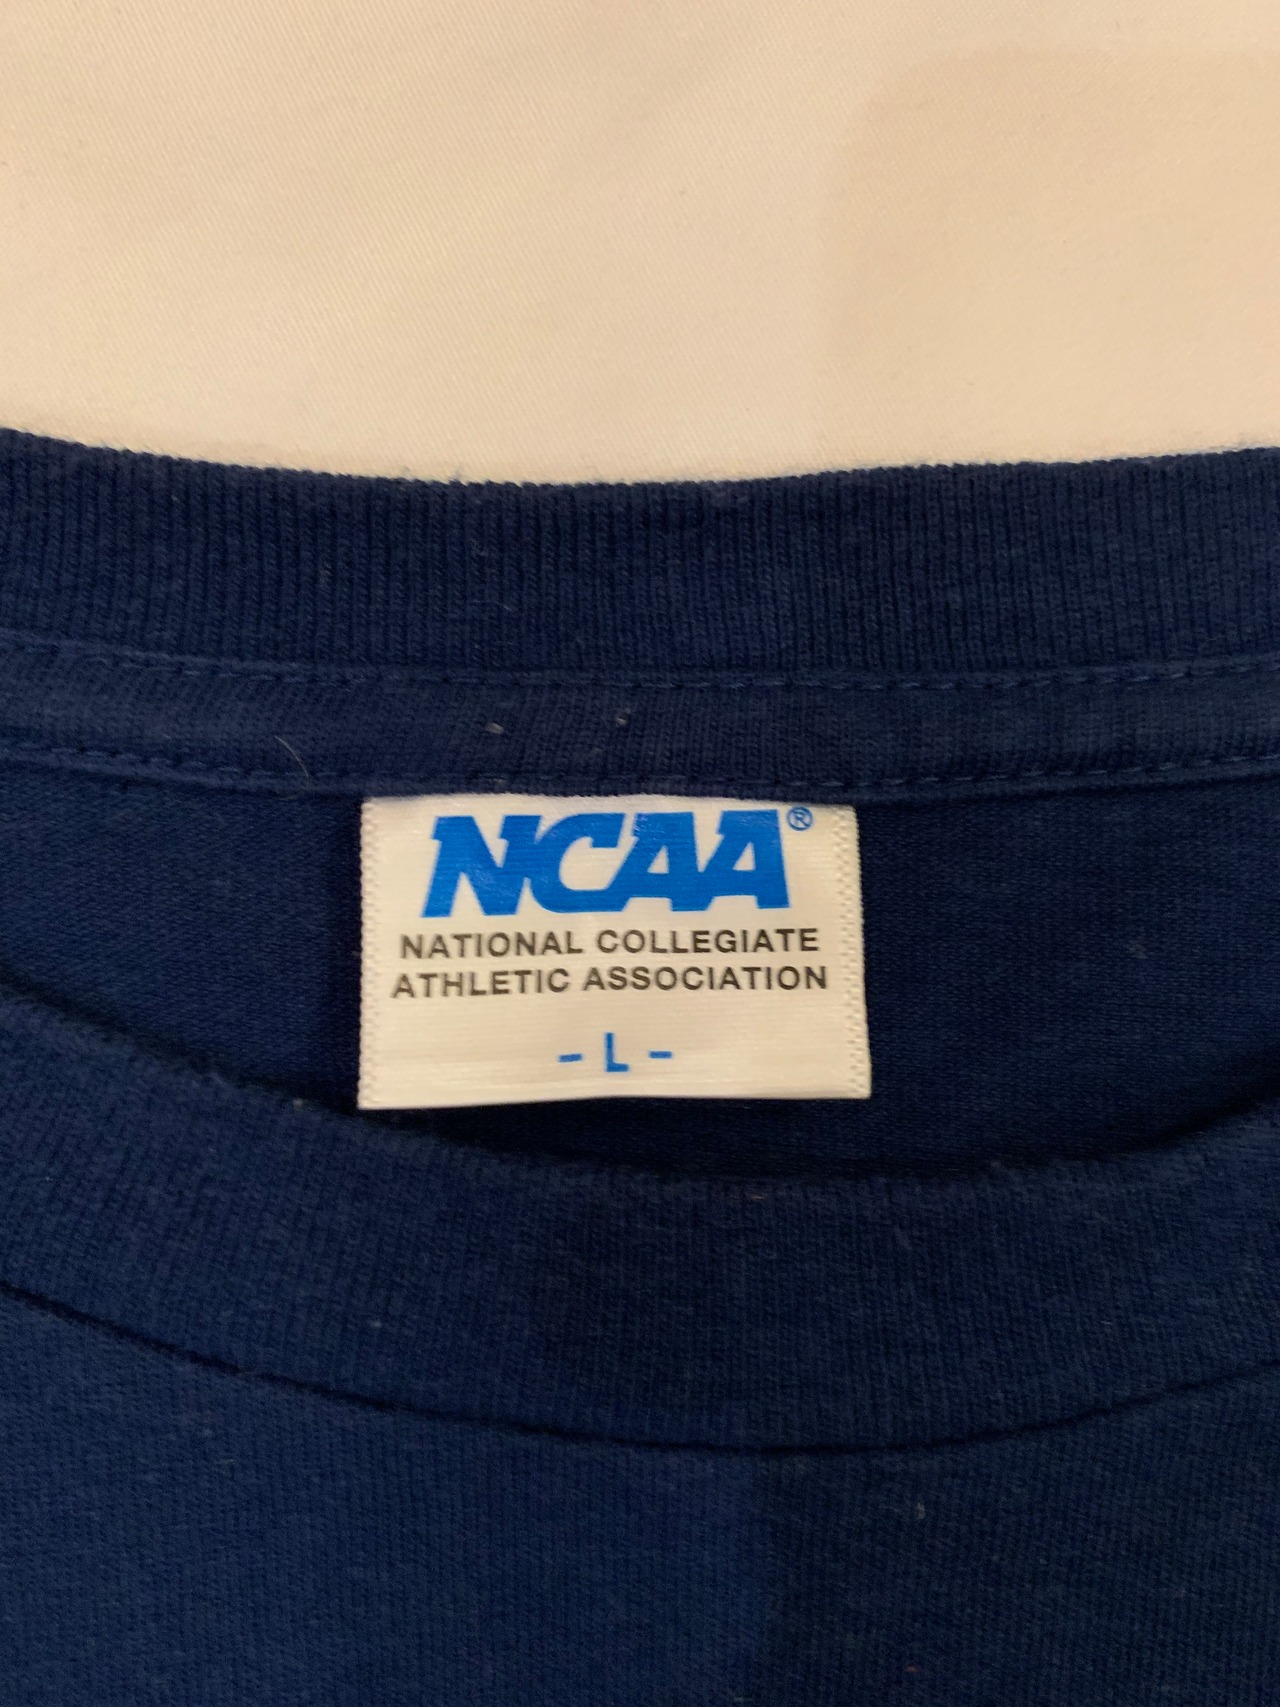 NCAA®
NATIONAL COLLEGIATE
ATHLETIC ASSOCIATION
- L -